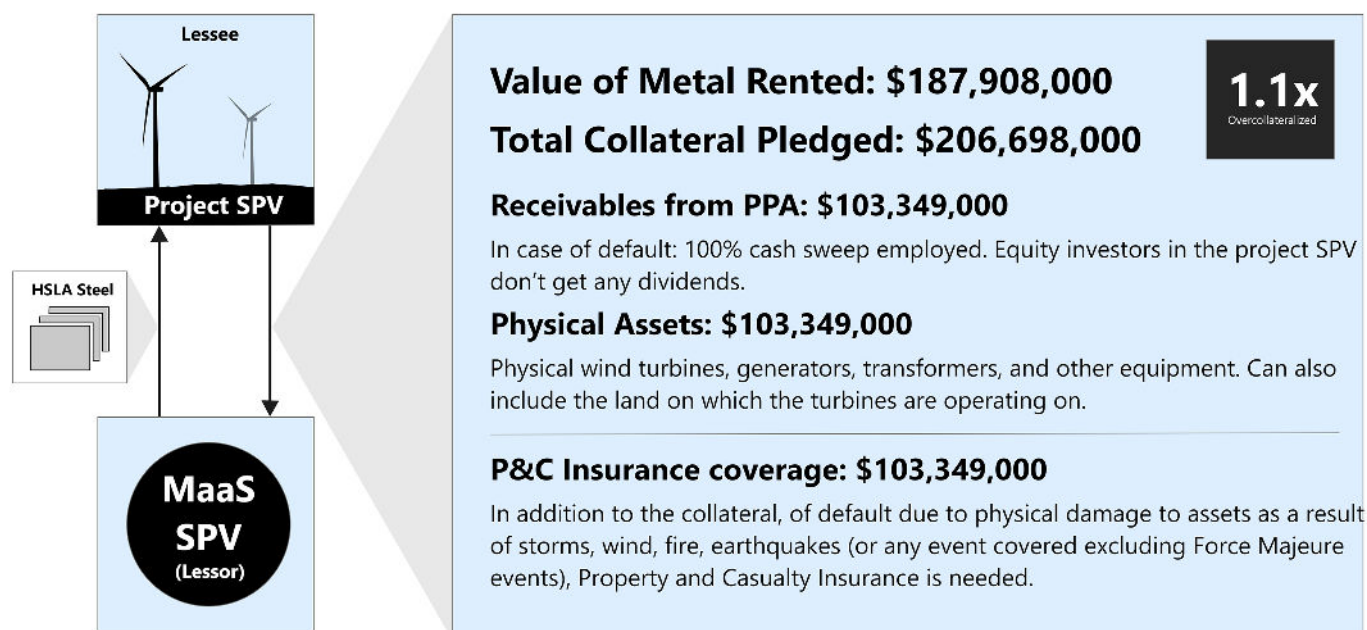 Lessee
Project SPV
HSLA Steel
MaaS
SPV
(Lessor)
Value of Metal Rented: $187,908,000
Total Collateral Pledged: $206,698,000
1.1x
Overcollateralized
Receivables from PPA: $103,349,000
In case of default: 100% cash sweep employed. Equity investors in the project SPV
don't get any dividends.
Physical Assets: $103,349,000
Physical wind turbines, generators, transformers, and other equipment. Can also
include the land on which the turbines are operating on.
P&C Insurance coverage: $103,349,000
In addition to the collateral, of default due to physical damage to assets as a result
of storms, wind, fire, earthquakes (or any event covered excluding Force Majeure
events), Property and Casualty Insurance is needed.